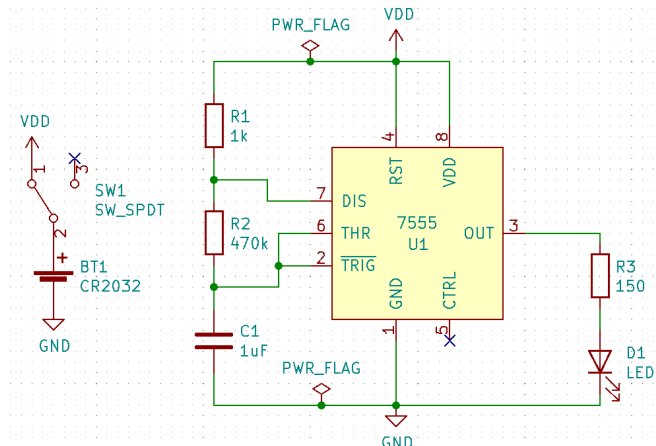 PWR_FLAG
VDD
VDD
1
3
SW1
SW_SPDT
2
+
BT1
CR2032
GND
R1
1k
R2
470k
C1
1uF
PWR_FLAG
4
RST
8
VDD
7
DIS
6
THR
2
TRIG
7555
U1
OUT
3
GND
1
CTRL
5
R3
150
D1
LED
GND